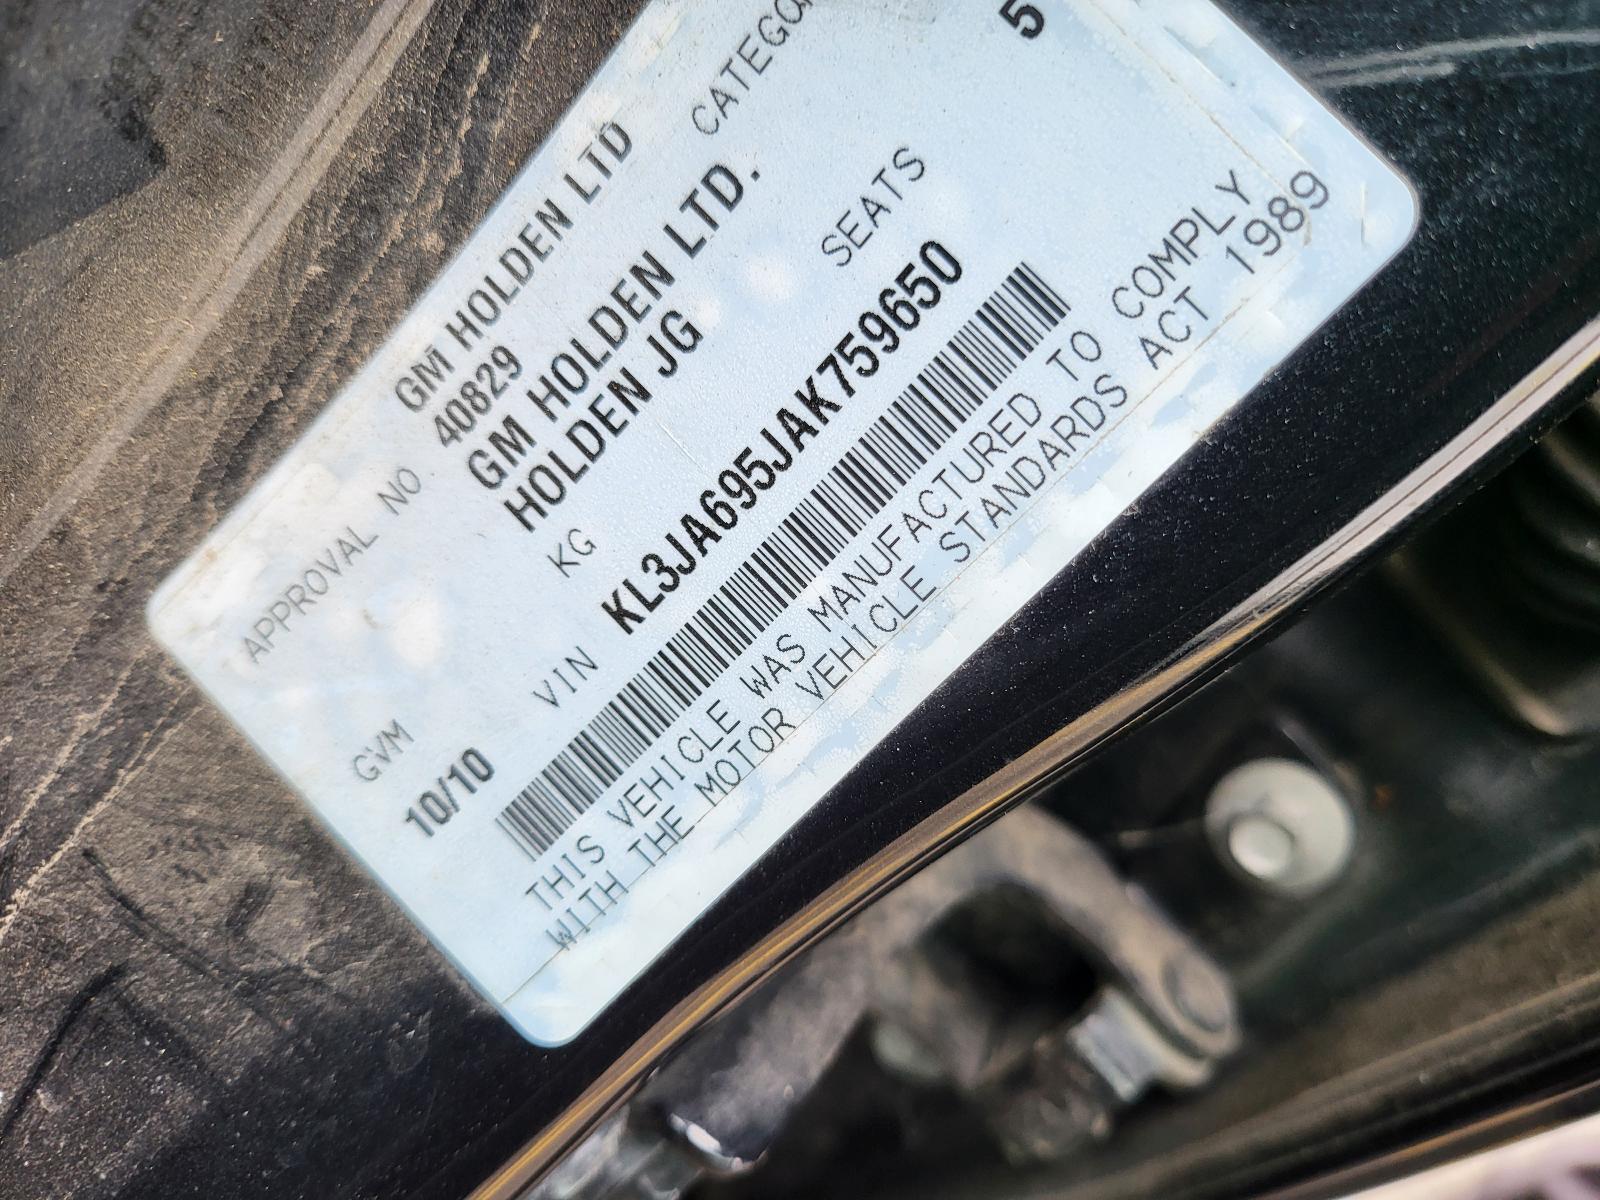 GM HOLDEN LTD
APPROVAL NO. 40829 CATEGO
GM HOLDEN LTD.
HOLDEN JG
GVM KG SEATS 5
10/10 VIN KL3JA695JAK759650
THIS VEHICLE WAS MANUFACTURED TO COMPLY
WITH THE MOTOR VEHICLE STANDARDS ACT 1989